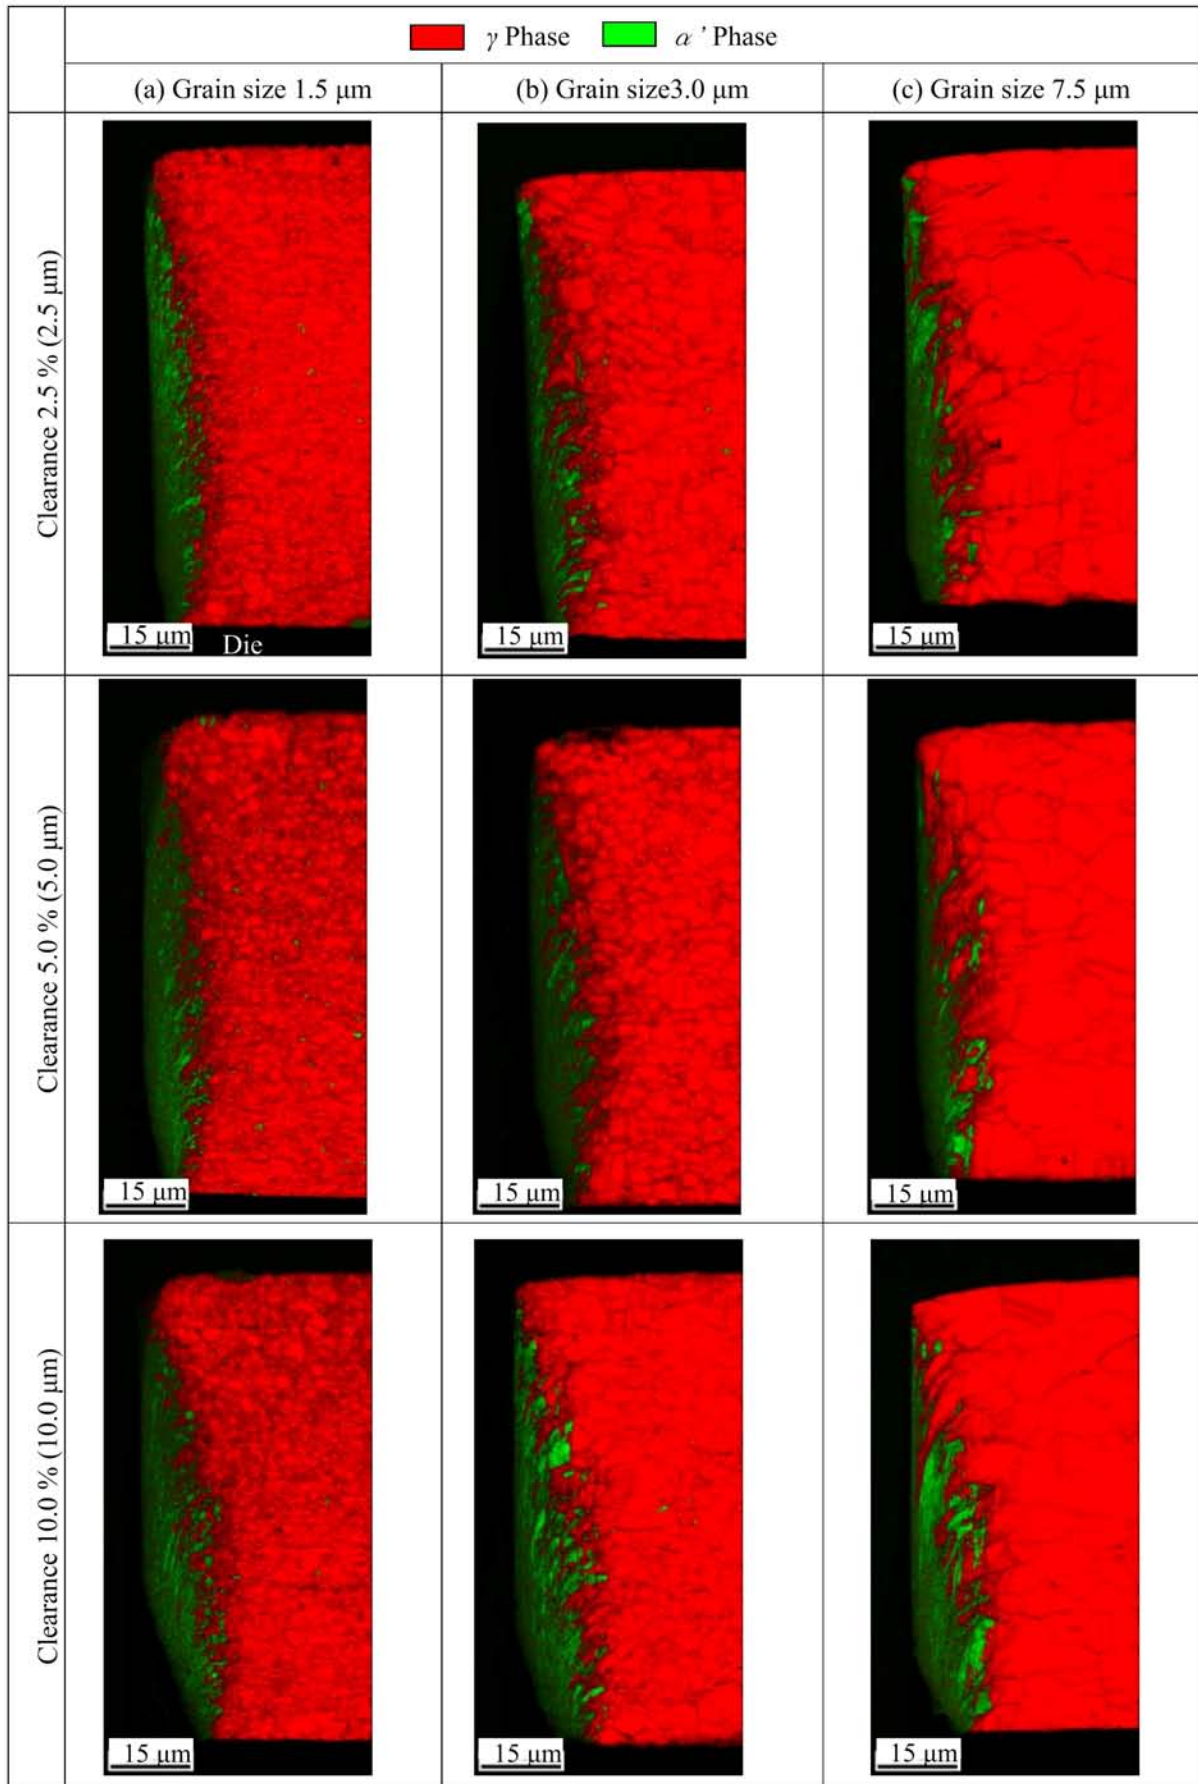 γ Phase α ’ Phase
(a) Grain size 1.5 μm (b) Grain size3.0 μm (c) Grain size 7.5 μm
Clearance 2.5 % (2.5 μm)
15 μm Die 15 μm 15 μm
Clearance 5.0 % (5.0 μm)
15 μm 15 μm 15 μm
Clearance 10.0 % (10.0 μm)
15 μm 15 μm 15 μm